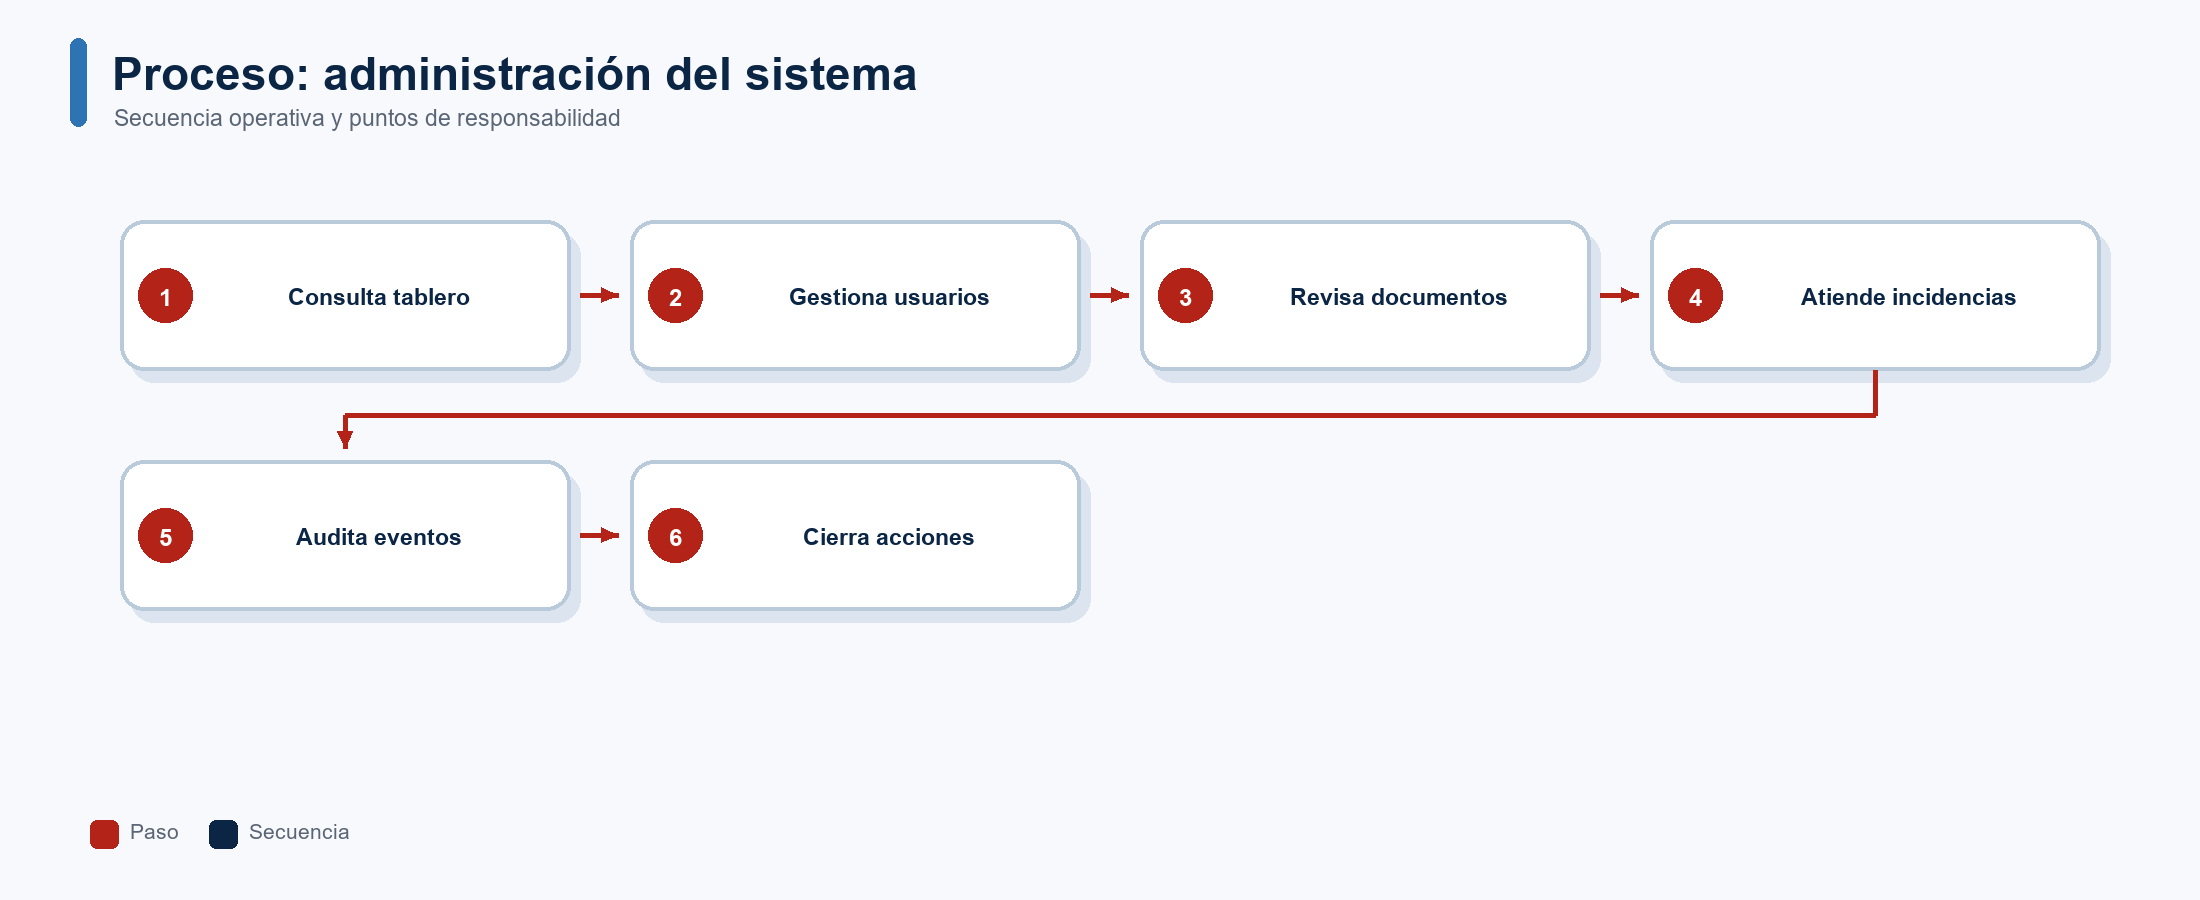 Proceso: administración del sistema
Secuencia operativa y puntos de responsabilidad
1 Consulta tablero
2 Gestiona usuarios
3 Revisa documentos
4 Atiende incidencias
5 Audita eventos
6 Cierra acciones
Paso
Secuencia